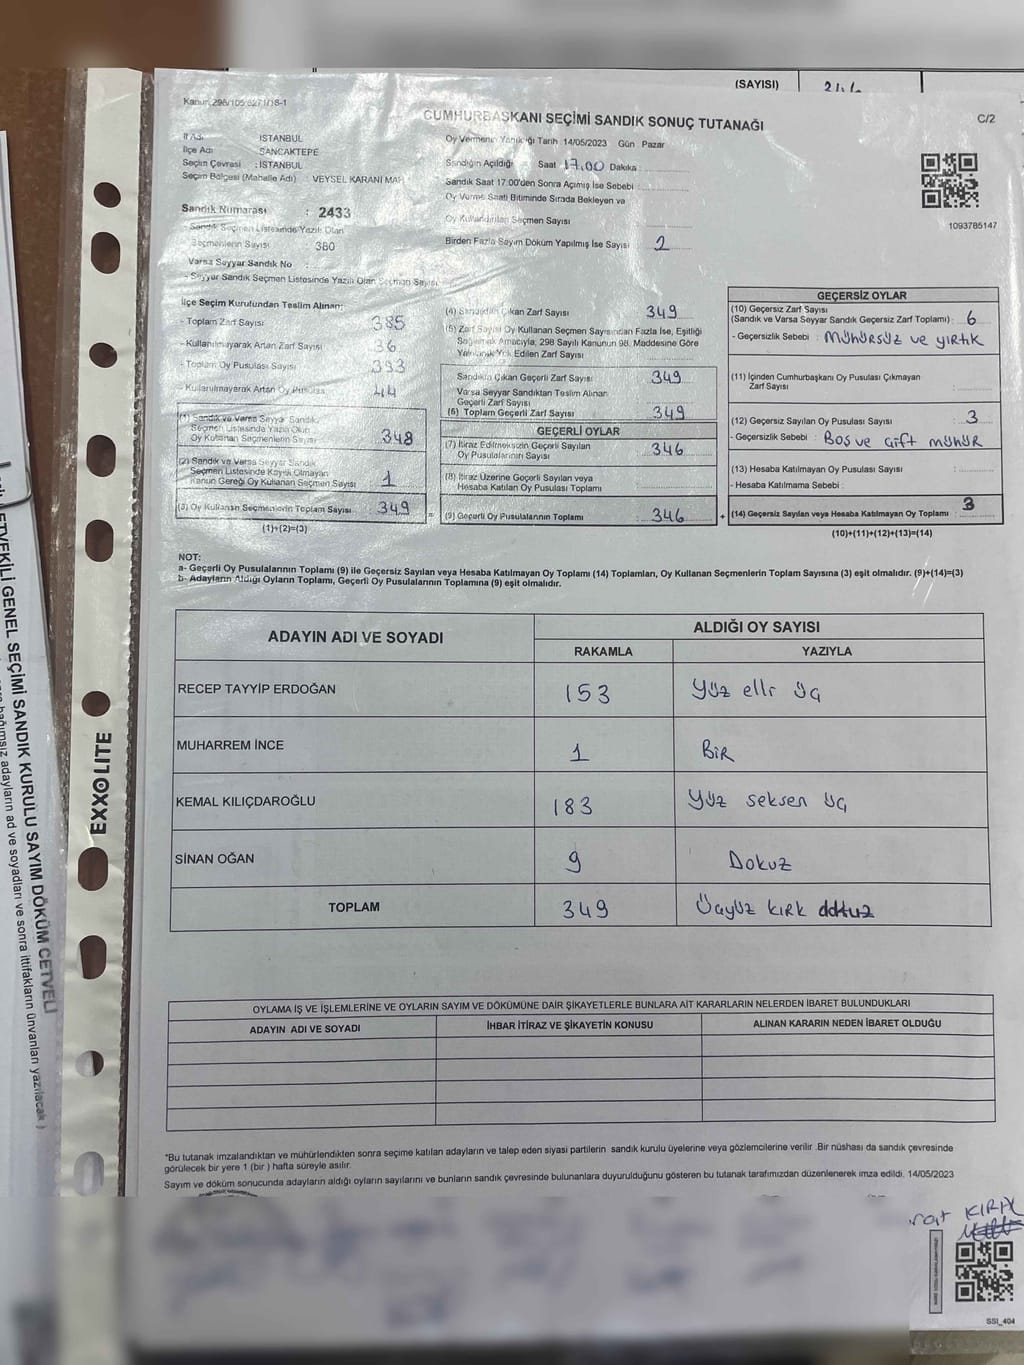 (SAYISI)
Kanun 298/105 6271/18-1
CUMHURBAŞKANI SEÇİMİ SANDIK SONUÇ TUTANAĞI
C/2
İl Adı : İSTANBUL
İlçe Adı : SANCAKTEPE
Seçim Çevresi : İSTANBUL
Seçim Bölgesi (Mahalle Adı) : VEYSEL KARANİ MAH
Sandık Numarası : 2433
- Sandık Seçmen Listesinde Yazılı Olan
Seçmenlerin Sayısı : 380
Varsa Seyyar Sandık No
- Seyyar Sandık Seçmen Listesinde Yazılı Olan Seçmen Sayısı
Oy Vermenin Yapıldığı Tarih 14/05/2023 Gün Pazar
Sandığın Açıldığı Saat 17.00 Dakika
Sandık Saat 17.00'den Sonra Açılmış İse Sebebi
Oy Verme Saati Bitiminde Sırada Bekleyen ve
Oy Kullandırılan Seçmen Sayısı
Birden Fazla Sayım Döküm Yapılmış İse Sayısı 2
1093785147
İlçe Seçim Kurulundan Teslim Alınan:
- Toplam Zarf Sayısı 385
- Kullanılmayarak Artan Zarf Sayısı 36
- Toplam Oy Pusulası Sayısı 393
- Kullanılmayarak Artan Oy Pusulası 44
(1) Sandık ve Varsa Seyyar Sandık
Seçmen Listesinde Yazılı Olan
Oy Kullanan Seçmenlerin Sayısı 348
(2) Sandık ve Varsa Seyyar Sandık
Seçmen Listesinde Kayıtlı Olmayan
Kanun Gereği Oy Kullanan Seçmen Sayısı 1
(3) Oy Kullanan Seçmenlerin Toplam Sayısı 349
(1)+(2)=(3)
(4) Sandıktan Çıkan Zarf Sayısı 349
(5) Zarf Sayısı Oy Kullanan Seçmen Sayısından Fazla İse, Eşitliği
Sağlamak Amacıyla, 298 Sayılı Kanunun 98. Maddesine Göre
Yakılarak Yok Edilen Zarf Sayısı
Sandıktan Çıkan Geçerli Zarf Sayısı 349
Varsa Seyyar Sandıktan Teslim Alınan
Geçerli Zarf Sayısı
(6) Toplam Geçerli Zarf Sayısı 349
GEÇERLİ OYLAR
(7) İtiraz Edilmeksizin Geçerli Sayılan
Oy Pusulalarının Sayısı 346
(8) İtiraz Üzerine Geçerli Sayılan veya
Hesaba Katılan Oy Pusulası Toplamı
= (9) Geçerli Oy Pusulalarının Toplamı 346 +
GEÇERSİZ OYLAR
(10) Geçersiz Zarf Sayısı
(Sandık ve Varsa Seyyar Sandık Geçersiz Zarf Toplamı) : 6
- Geçersizlik Sebebi : MÜHÜRSÜZ ve yIRTIK
(11) İçinden Cumhurbaşkanı Oy Pusulası Çıkmayan
Zarf Sayısı
(12) Geçersiz Sayılan Oy Pusulası Sayısı 3
- Geçersizlik Sebebi : Boş ve çift mühür
(13) Hesaba Katılmayan Oy Pusulası Sayısı
- Hesaba Katılmama Sebebi
(14) Geçersiz Sayılan veya Hesaba Katılmayan Oy Toplamı : 3
(10)+(11)+(12)+(13)=(14)
NOT:
a- Geçerli Oy Pusulalarının Toplamı (9) ile Geçersiz Sayılan veya Hesaba Katılmayan Oy Toplamı (14) Toplamları, Oy Kullanan Seçmenlerin Toplam Sayısına (3) eşit olmalıdır. (9)+(14)=(3)
b- Adayların Aldığı Oyların Toplamı, Geçerli Oy Pusulalarının Toplamına (9) eşit olmalıdır.
ADAYIN ADI VE SOYADI
ALDIĞI OY SAYISI
RAKAMLA YAZIYLA
RECEP TAYYİP ERDOĞAN 153 Yüz elli üç
MUHARREM İNCE 1 BİR
KEMAL KILIÇDAROĞLU 183 Yüz seksen üç
SİNAN OĞAN 9 Dokuz
TOPLAM 349 Üçyüz kırk dokuz
OYLAMA İŞ VE İŞLEMLERİNE VE OYLARIN SAYIM VE DÖKÜMÜNE DAİR ŞİKAYETLERLE BUNLARA AİT KARARLARIN NELERDEN İBARET BULUNDUKLARI
ADAYIN ADI VE SOYADI İHBAR İTİRAZ VE ŞİKAYETİN KONUSU ALINAN KARARIN NEDEN İBARET OLDUĞU
*Bu tutanak imzalandıktan ve mühürlendikten sonra seçime katılan adayların ve talep eden siyasi partilerin sandık kurulu üyelerine veya gözlemcilerine verilir .Bir nüshası da sandık çevresinde
görülecek bir yere 1 (bir ) hafta süreyle asılır.
Sayım ve döküm sonucunda adayların aldığı oyların sayılarını ve bunların sandık çevresinde bulunanlara duyurulduğunu gösteren bu tutanak tarafımızdan düzenlenerek imza edildi. 14/05/2023
SSI_404
EXXOLITE
ETVEKİLİ GENEL SEÇİMİ SANDIK KURULU SAYIM DÖKÜM CETVELİ
bağımsız adayların ad ve soyadları ve sonra ittifakların ünvanları yazılacak )